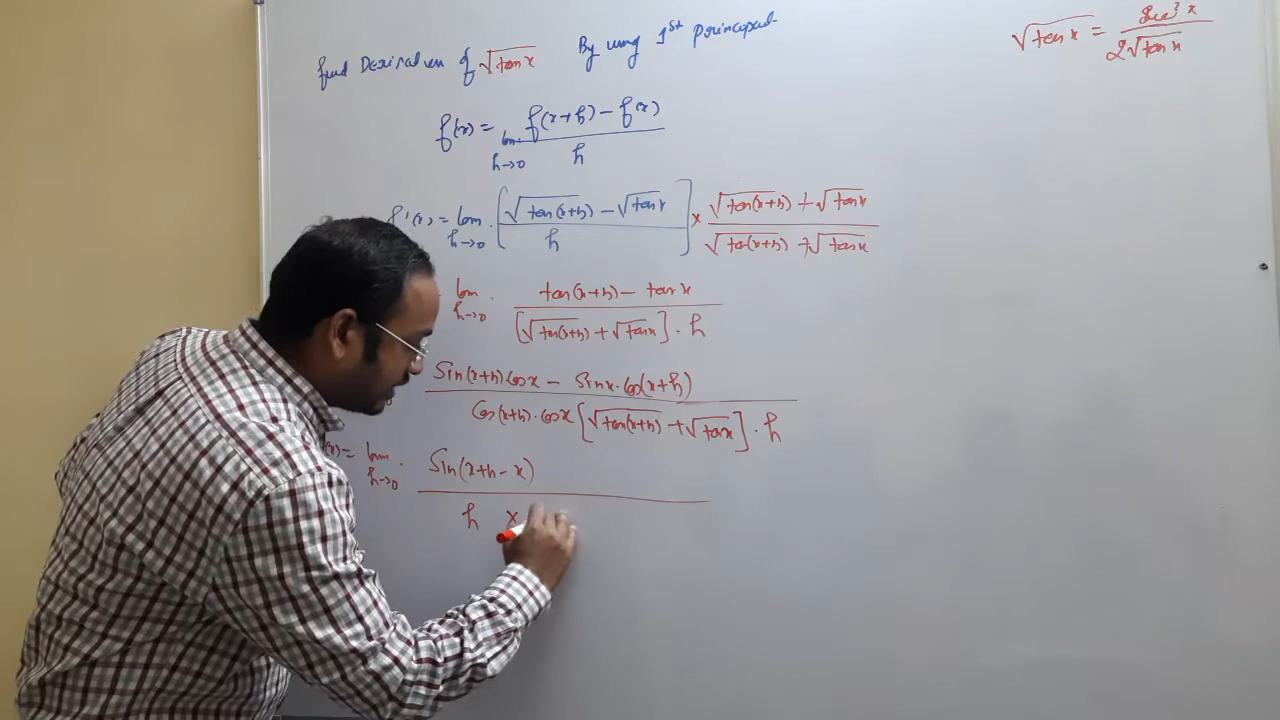 find Derivation of √tan x By using 1st principal
√tan x = sec² x / 2√tan x
f'(x) = lim h→0 f(x+h) − f(x) / h
f'(x) = lim h→0 [√tan(x+h) − √tan x / h] × √tan(x+h) + √tan x / √tan(x+h) + √tan x
lim h→0 tan(x+h) − tan x / [√tan(x+h) + √tan x] · h
Sin(x+h) cos x − Sin x · cos(x+h) / Cos(x+h) · cos x [√tan(x+h) + √tan x] · h
(x) = lim h→0 Sin(x+h−x) / h ×